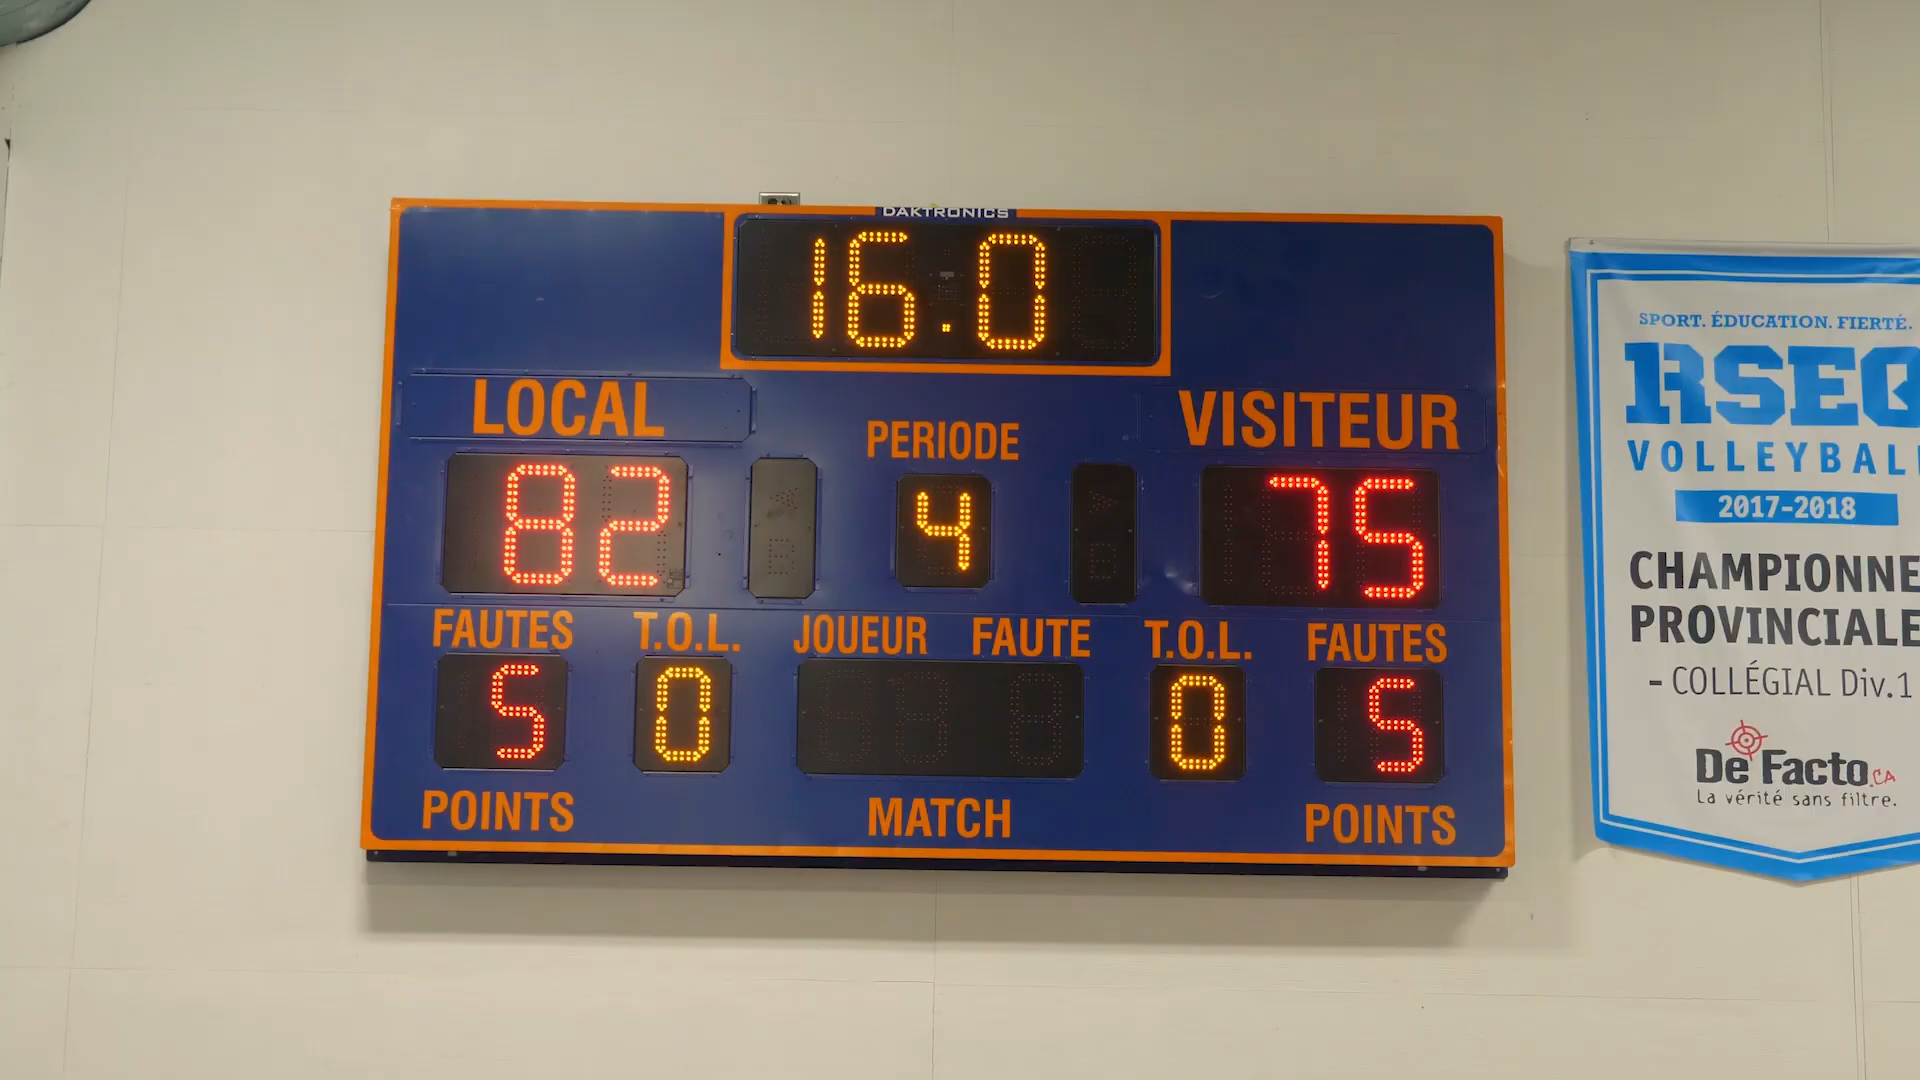 DAKTRONICS
16.0
LOCAL
PERIODE
VISITEUR
82
4
75
FAUTES
T.O.L.
JOUEUR
FAUTE
T.O.L.
FAUTES
5
0
0
5
POINTS
MATCH
POINTS
SPORT. ÉDUCATION. FIERTÉ.
RSEQ
VOLLEYBALL
2017-2018
CHAMPIONNE
PROVINCIALE
- COLLÉGIAL Div.1
De Facto.CA
La vérité sans filtre.